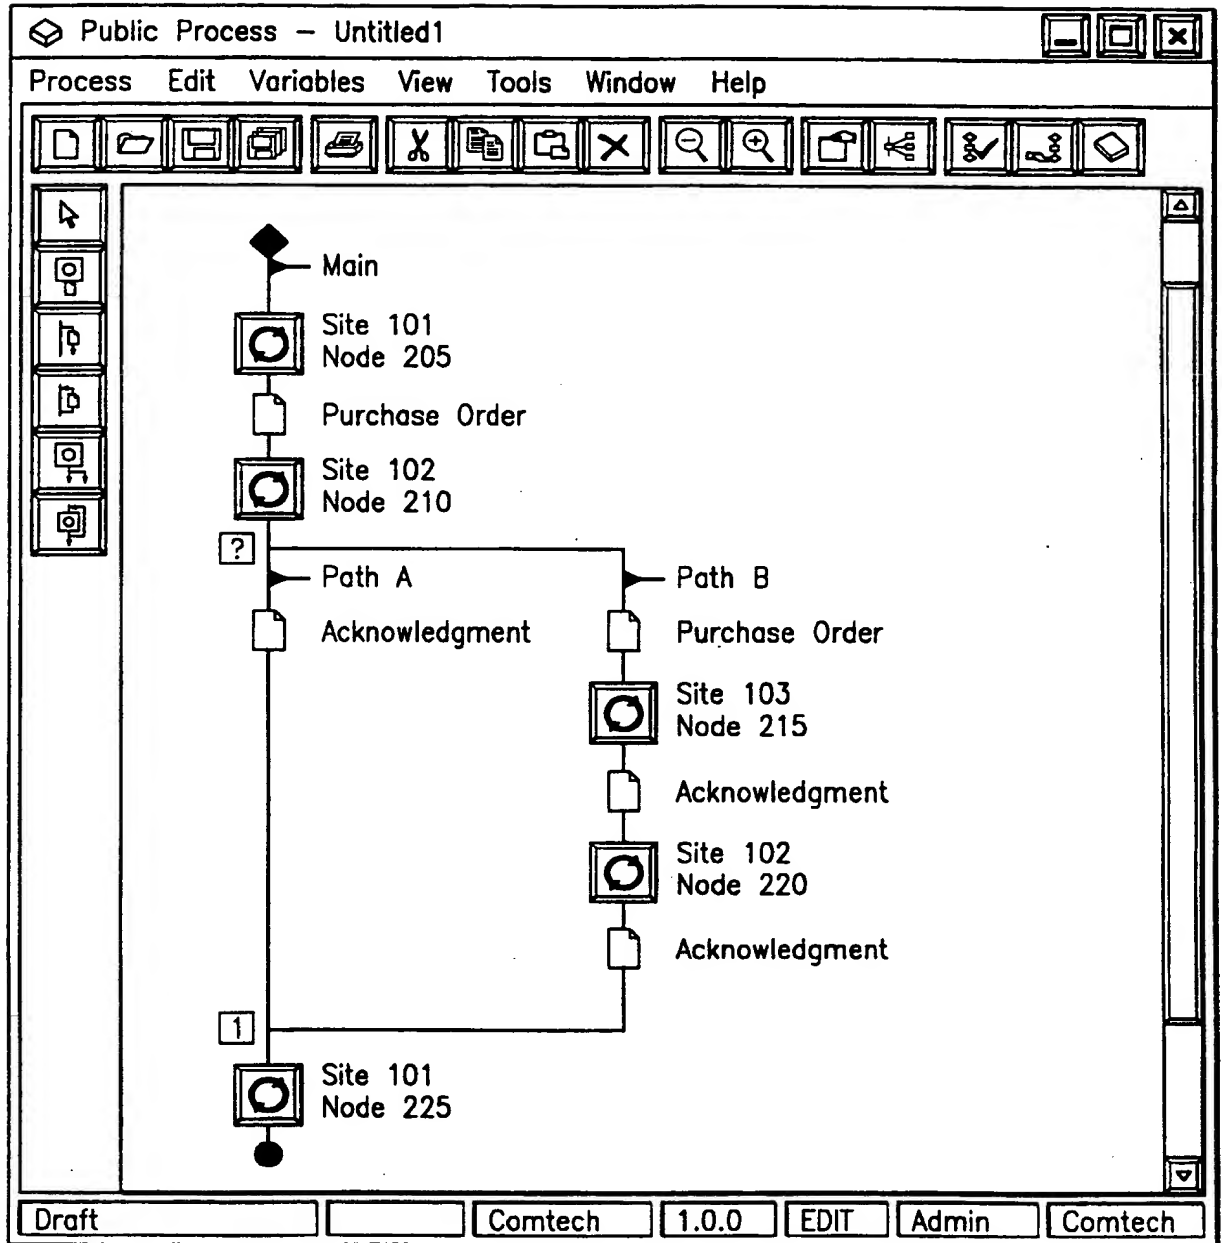 Public Process – Untitled1
Process Edit Variables View Tools Window Help
Main
Site 101
Node 205
Purchase Order
Site 102
Node 210
?
Path A
Path B
Acknowledgment
Purchase Order
Site 103
Node 215
Acknowledgment
Site 102
Node 220
Acknowledgment
1
Site 101
Node 225
Draft Comtech 1.0.0 EDIT Admin Comtech